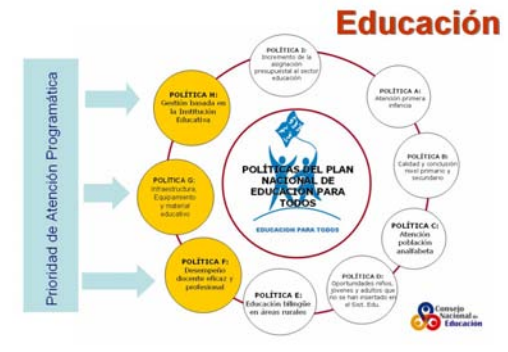 Educación
Prioridad de Atención Programática
POLÍTICA I:
Incremento de la
asignación
presupuestal al sector
educación
POLÍTICA A:
Atención primera
infancia
POLÍTICA B:
Calidad y conclusión
nivel primario y
secundario
POLÍTICA C:
Atención
población
analfabeta
POLÍTICA D:
Oportunidades niños,
jóvenes y adultos que
no se han insertado en
el Sist. Edu.
POLÍTICA E:
Educación bilingüe
en áreas rurales
POLÍTICA F:
Desempeño
docente eficaz y
profesional
POLÍTICA G:
Infraestructura,
Equipamiento
y material
educativo
POLÍTICA H:
Gestión basada en
la Institución
Educativa
POLÍTICAS DEL PLAN
NACIONAL DE
EDUCACIÓN PARA
TODOS
EDUCACION PARA TODOS
Consejo
Nacional de
Educación